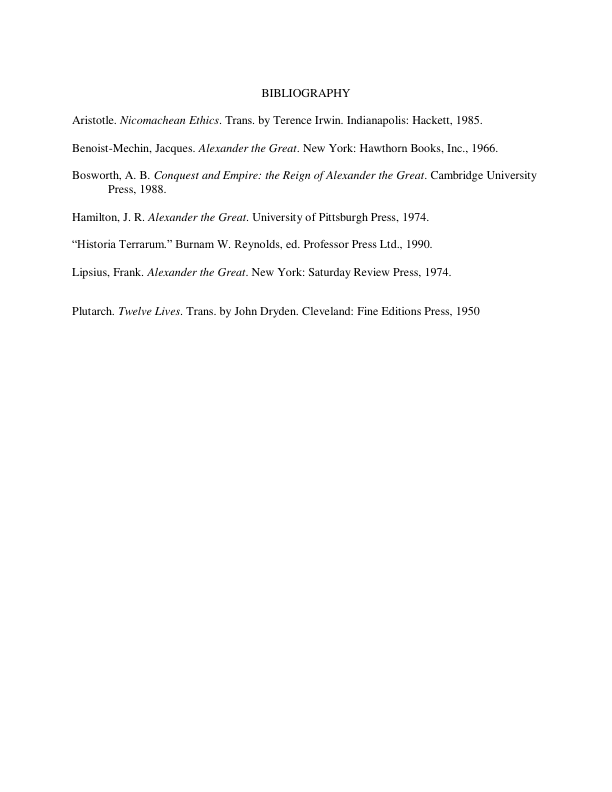 BIBLIOGRAPHY
Aristotle. Nicomachean Ethics. Trans. by Terence Irwin. Indianapolis: Hackett, 1985.
Benoist-Mechin, Jacques. Alexander the Great. New York: Hawthorn Books, Inc., 1966.
Bosworth, A. B. Conquest and Empire: the Reign of Alexander the Great. Cambridge University
Press, 1988.
Hamilton, J. R. Alexander the Great. University of Pittsburgh Press, 1974.
“Historia Terrarum.” Burnam W. Reynolds, ed. Professor Press Ltd., 1990.
Lipsius, Frank. Alexander the Great. New York: Saturday Review Press, 1974.
Plutarch. Twelve Lives. Trans. by John Dryden. Cleveland: Fine Editions Press, 1950